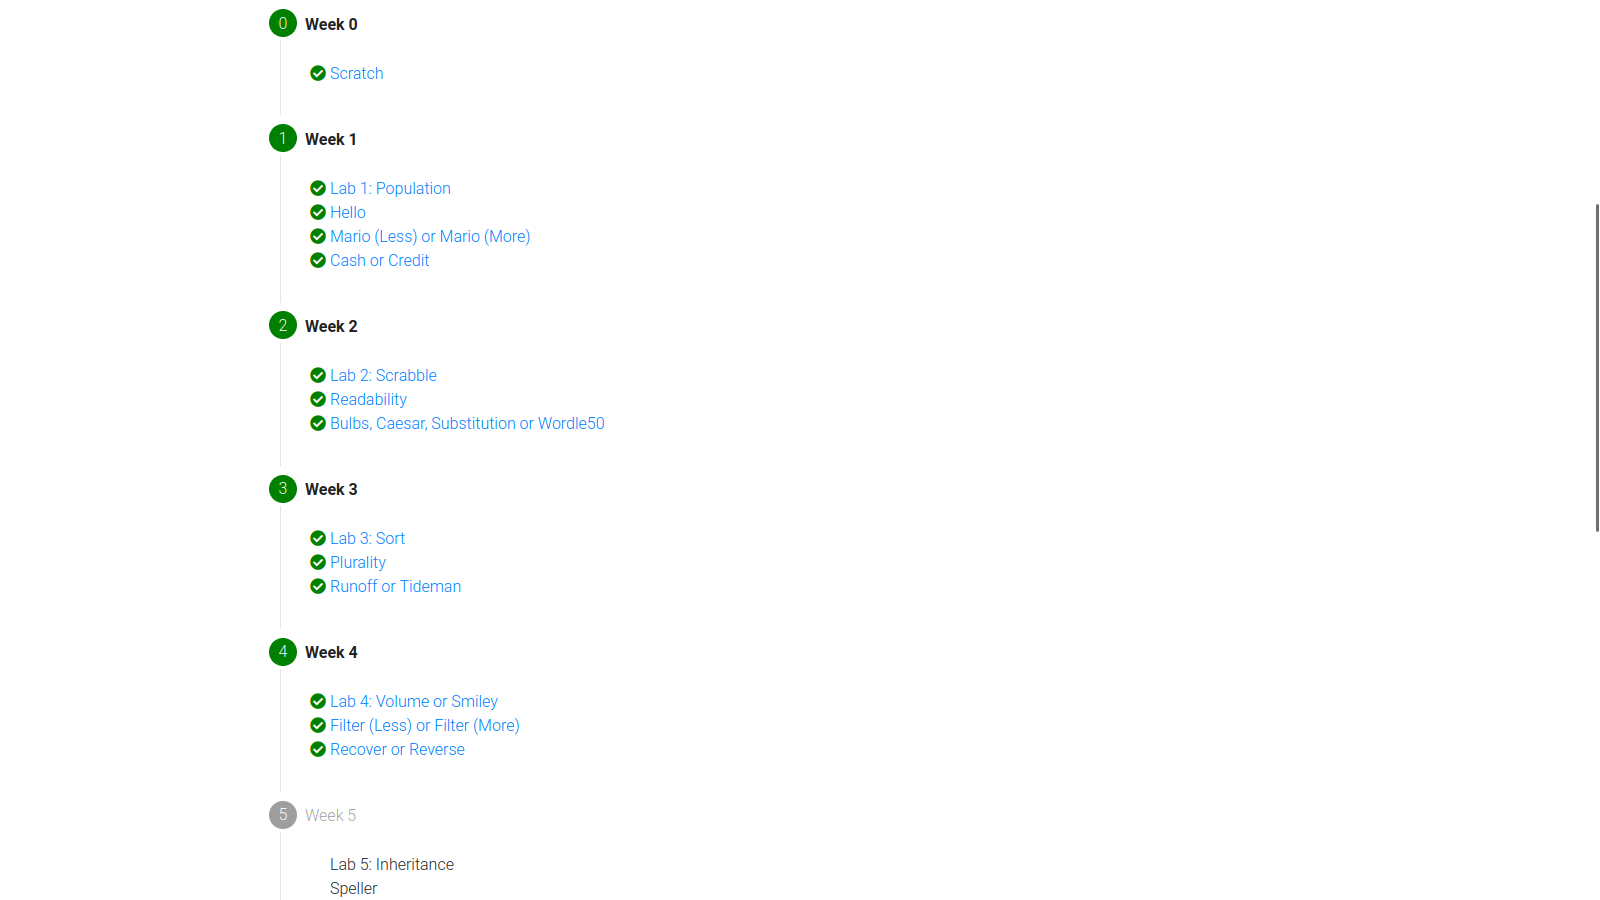 0 Week 0
Scratch
1 Week 1
Lab 1: Population
Hello
Mario (Less) or Mario (More)
Cash or Credit
2 Week 2
Lab 2: Scrabble
Readability
Bulbs, Caesar, Substitution or Wordle50
3 Week 3
Lab 3: Sort
Plurality
Runoff or Tideman
4 Week 4
Lab 4: Volume or Smiley
Filter (Less) or Filter (More)
Recover or Reverse
5 Week 5
Lab 5: Inheritance
Speller